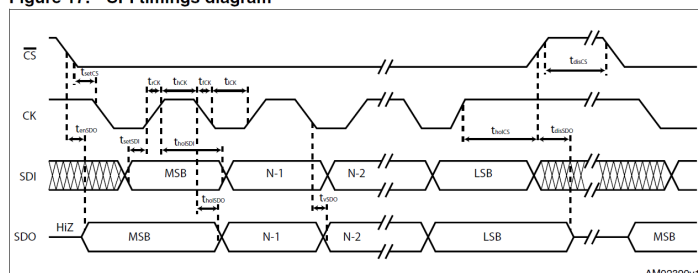 Figure 17. SPI timings diagram
CS
tsetCS
trCK
thCK
tfCK
tlCK
tdisCS
CK
tenSDO
tsetSDI
tholSDI
tholCS
tdisSDO
SDI
MSB
N-1
N-2
LSB
tholSDO
tvSDO
SDO
HiZ
MSB
N-1
N-2
LSB
MSB